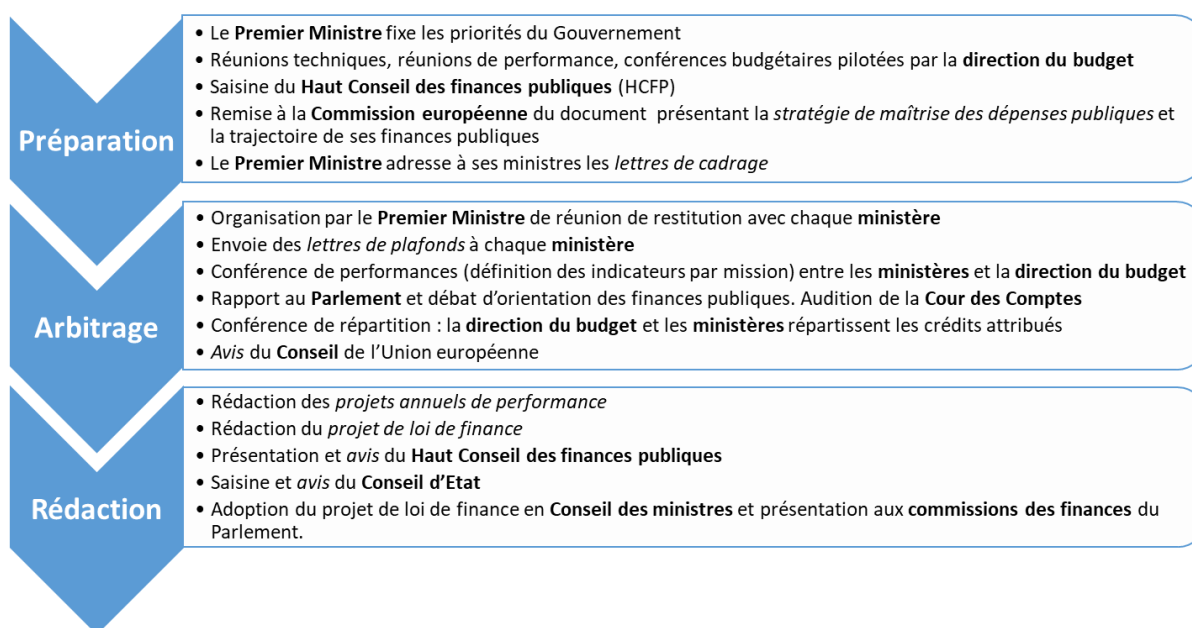 Préparation
• Le Premier Ministre fixe les priorités du Gouvernement
• Réunions techniques, réunions de performance, conférences budgétaires pilotées par la direction du budget
• Saisine du Haut Conseil des finances publiques (HCFP)
• Remise à la Commission européenne du document présentant la stratégie de maîtrise des dépenses publiques et
la trajectoire de ses finances publiques
• Le Premier Ministre adresse à ses ministres les lettres de cadrage
Arbitrage
• Organisation par le Premier Ministre de réunion de restitution avec chaque ministère
• Envoie des lettres de plafonds à chaque ministère
• Conférence de performances (définition des indicateurs par mission) entre les ministères et la direction du budget
• Rapport au Parlement et débat d’orientation des finances publiques. Audition de la Cour des Comptes
• Conférence de répartition : la direction du budget et les ministères répartissent les crédits attribués
• Avis du Conseil de l’Union européenne
Rédaction
• Rédaction des projets annuels de performance
• Rédaction du projet de loi de finance
• Présentation et avis du Haut Conseil des finances publiques
• Saisine et avis du Conseil d’Etat
• Adoption du projet de loi de finance en Conseil des ministres et présentation aux commissions des finances du
Parlement.